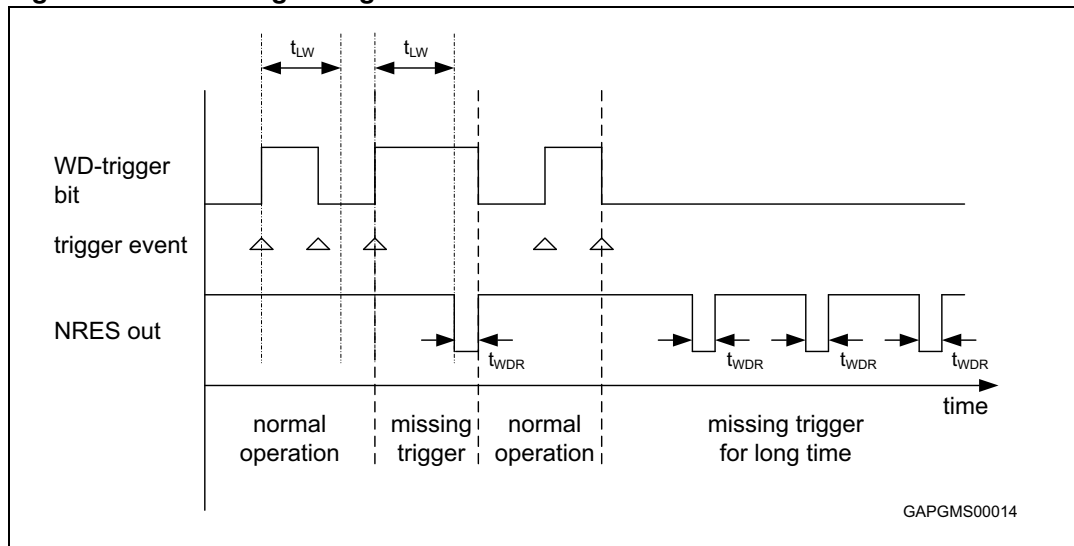 tLW
tLW
WD-trigger
bit
trigger event
NRES out
tWDR
tWDR
tWDR
tWDR
time
normal
operation
missing
trigger
normal
operation
missing trigger
for long time
GAPGMS00014